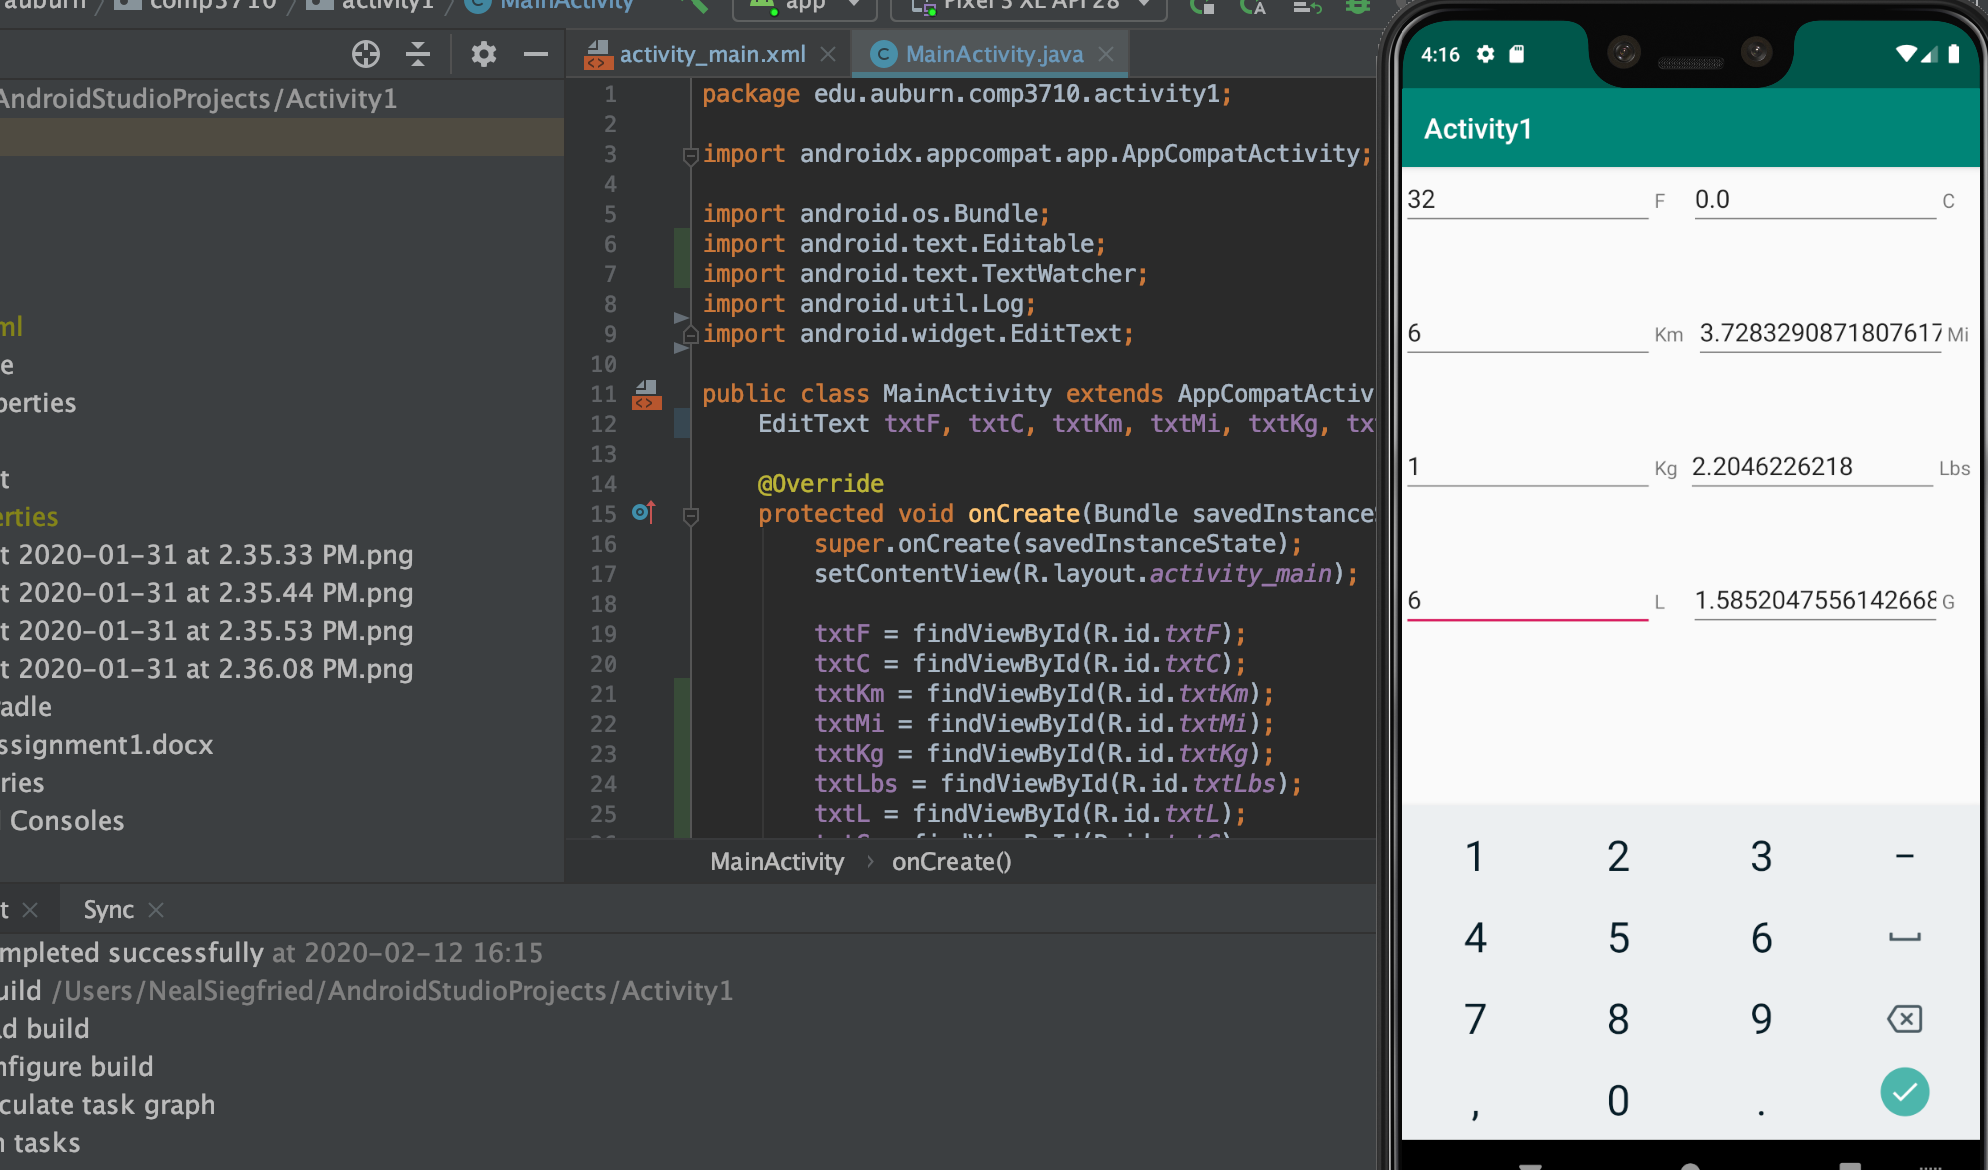 auburn comp3710 activity1 MainActivity app Pixel 3 XL API 28
activity_main.xml MainActivity.java
AndroidStudioProjects/Activity1
ml
e
perties
t
erties
t 2020-01-31 at 2.35.33 PM.png
t 2020-01-31 at 2.35.44 PM.png
t 2020-01-31 at 2.35.53 PM.png
t 2020-01-31 at 2.36.08 PM.png
adle
ssignment1.docx
ries
Consoles
1 package edu.auburn.comp3710.activity1;
2
3 import androidx.appcompat.app.AppCompatActivity;
4
5 import android.os.Bundle;
6 import android.text.Editable;
7 import android.text.TextWatcher;
8 import android.util.Log;
9 import android.widget.EditText;
10
11 public class MainActivity extends AppCompatActiv
12 EditText txtF, txtC, txtKm, txtMi, txtKg, tx
13
14 @Override
15 protected void onCreate(Bundle savedInstance
16 super.onCreate(savedInstanceState);
17 setContentView(R.layout.activity_main);
18
19 txtF = findViewById(R.id.txtF);
20 txtC = findViewById(R.id.txtC);
21 txtKm = findViewById(R.id.txtKm);
22 txtMi = findViewById(R.id.txtMi);
23 txtKg = findViewById(R.id.txtKg);
24 txtLbs = findViewById(R.id.txtLbs);
25 txtL = findViewById(R.id.txtL);
MainActivity › onCreate()
t Sync
mpleted successfully at 2020-02-12 16:15
uild /Users/NealSiegfried/AndroidStudioProjects/Activity1
d build
nfigure build
culate task graph
n tasks
4:16
Activity1
32 F 0.0 C
6 Km 3.7283290871807617 Mi
1 Kg 2.2046226218 Lbs
6 L 1.5852047556142668 G
1 2 3 -
4 5 6
7 8 9
, 0 .